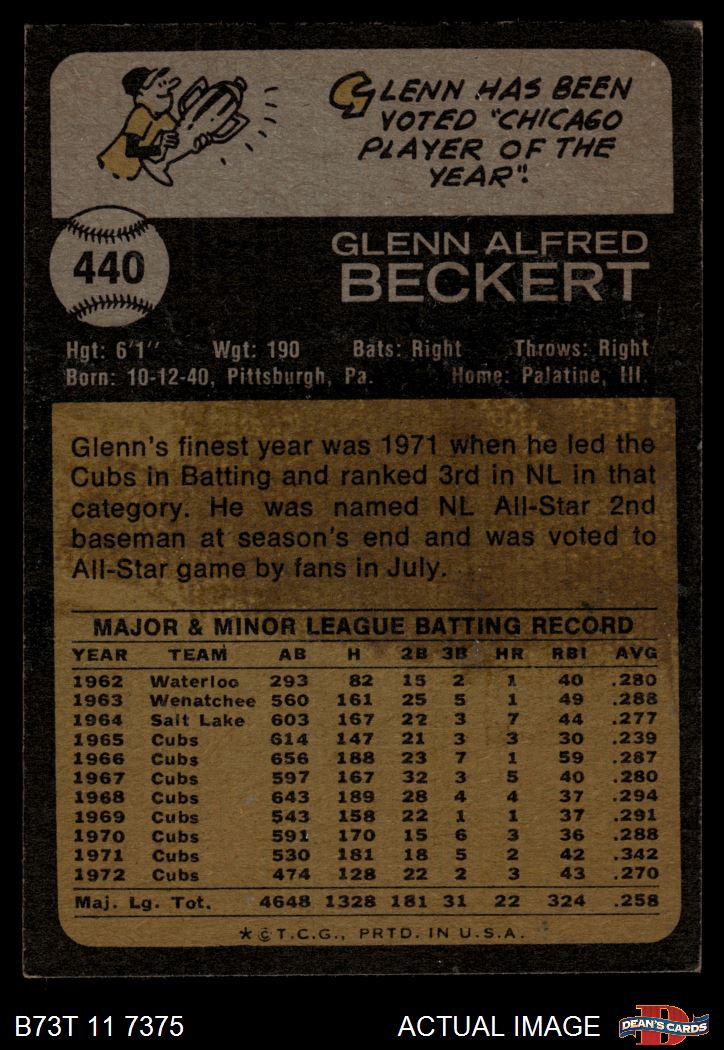 GLENN HAS BEEN
VOTED "CHICAGO
PLAYER OF THE
YEAR".
440
GLENN ALFRED
BECKERT
Hgt: 6'1" Wgt: 190 Bats: Right Throws: Right
Born: 10-12-40, Pittsburgh, Pa. Home: Palatine, Ill.
Glenn's finest year was 1971 when he led the
Cubs in Batting and ranked 3rd in NL in that
category. He was named NL All-Star 2nd
baseman at season's end and was voted to
All-Star game by fans in July.
MAJOR & MINOR LEAGUE BATTING RECORD
YEAR TEAM AB H 2B 3B HR RBI AVG
1962 Waterloo 293 82 15 2 1 40 .280
1963 Wenatchee 560 161 25 5 1 49 .288
1964 Salt Lake 603 167 22 3 7 44 .277
1965 Cubs 614 147 21 3 3 30 .239
1966 Cubs 656 188 23 7 1 59 .287
1967 Cubs 597 167 32 3 5 40 .280
1968 Cubs 643 189 28 4 4 37 .294
1969 Cubs 543 158 22 1 1 37 .291
1970 Cubs 591 170 15 6 3 36 .288
1971 Cubs 530 181 18 5 2 42 .342
1972 Cubs 474 128 22 2 3 43 .270
Maj. Lg. Tot. 4648 1328 181 31 22 324 .258
* © T.C.G., PRTD. IN U.S.A.
B73T 11 7375 ACTUAL IMAGE D DEAN'S CARDS